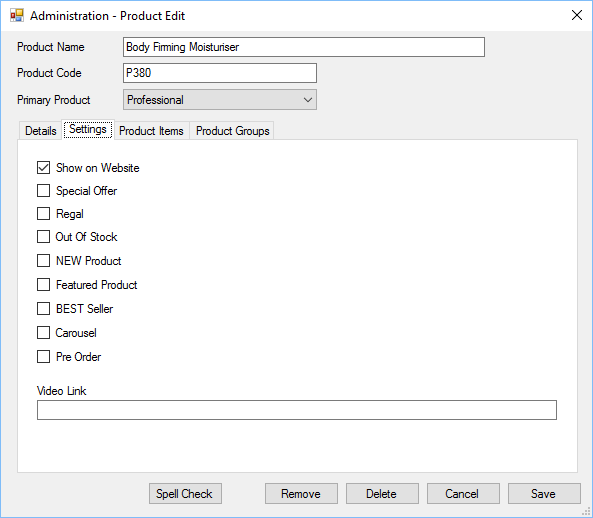 Administration - Product Edit
Product Name Body Firming Moisturiser
Product Code P380
Primary Product Professional
Details Settings Product Items Product Groups
Show on Website
Special Offer
Regal
Out Of Stock
NEW Product
Featured Product
BEST Seller
Carousel
Pre Order
Video Link
Spell Check Remove Delete Cancel Save